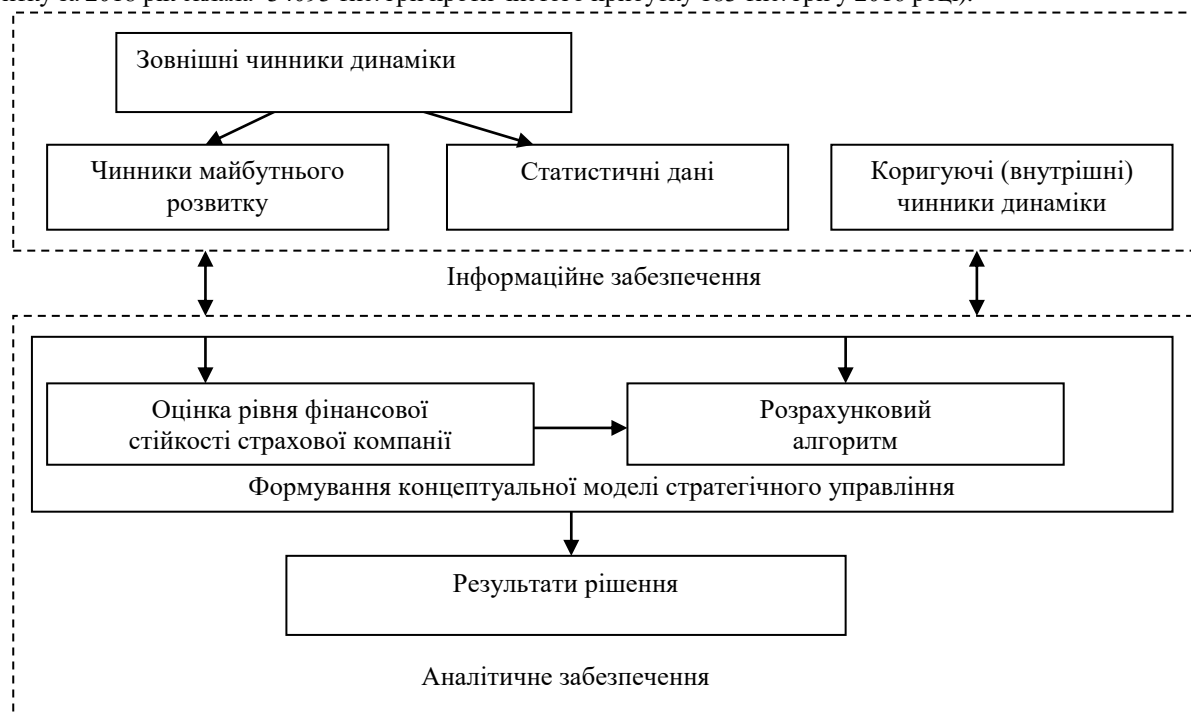 Зовнішні чинники динаміки
Чинники майбутнього
розвитку
Статистичні дані
Коригуючі (внутрішні)
чинники динаміки
Інформаційне забезпечення
Оцінка рівня фінансової
стійкості страхової компанії
Розрахунковий
алгоритм
Формування концептуальної моделі стратегічного управління
Результати рішення
Аналітичне забезпечення